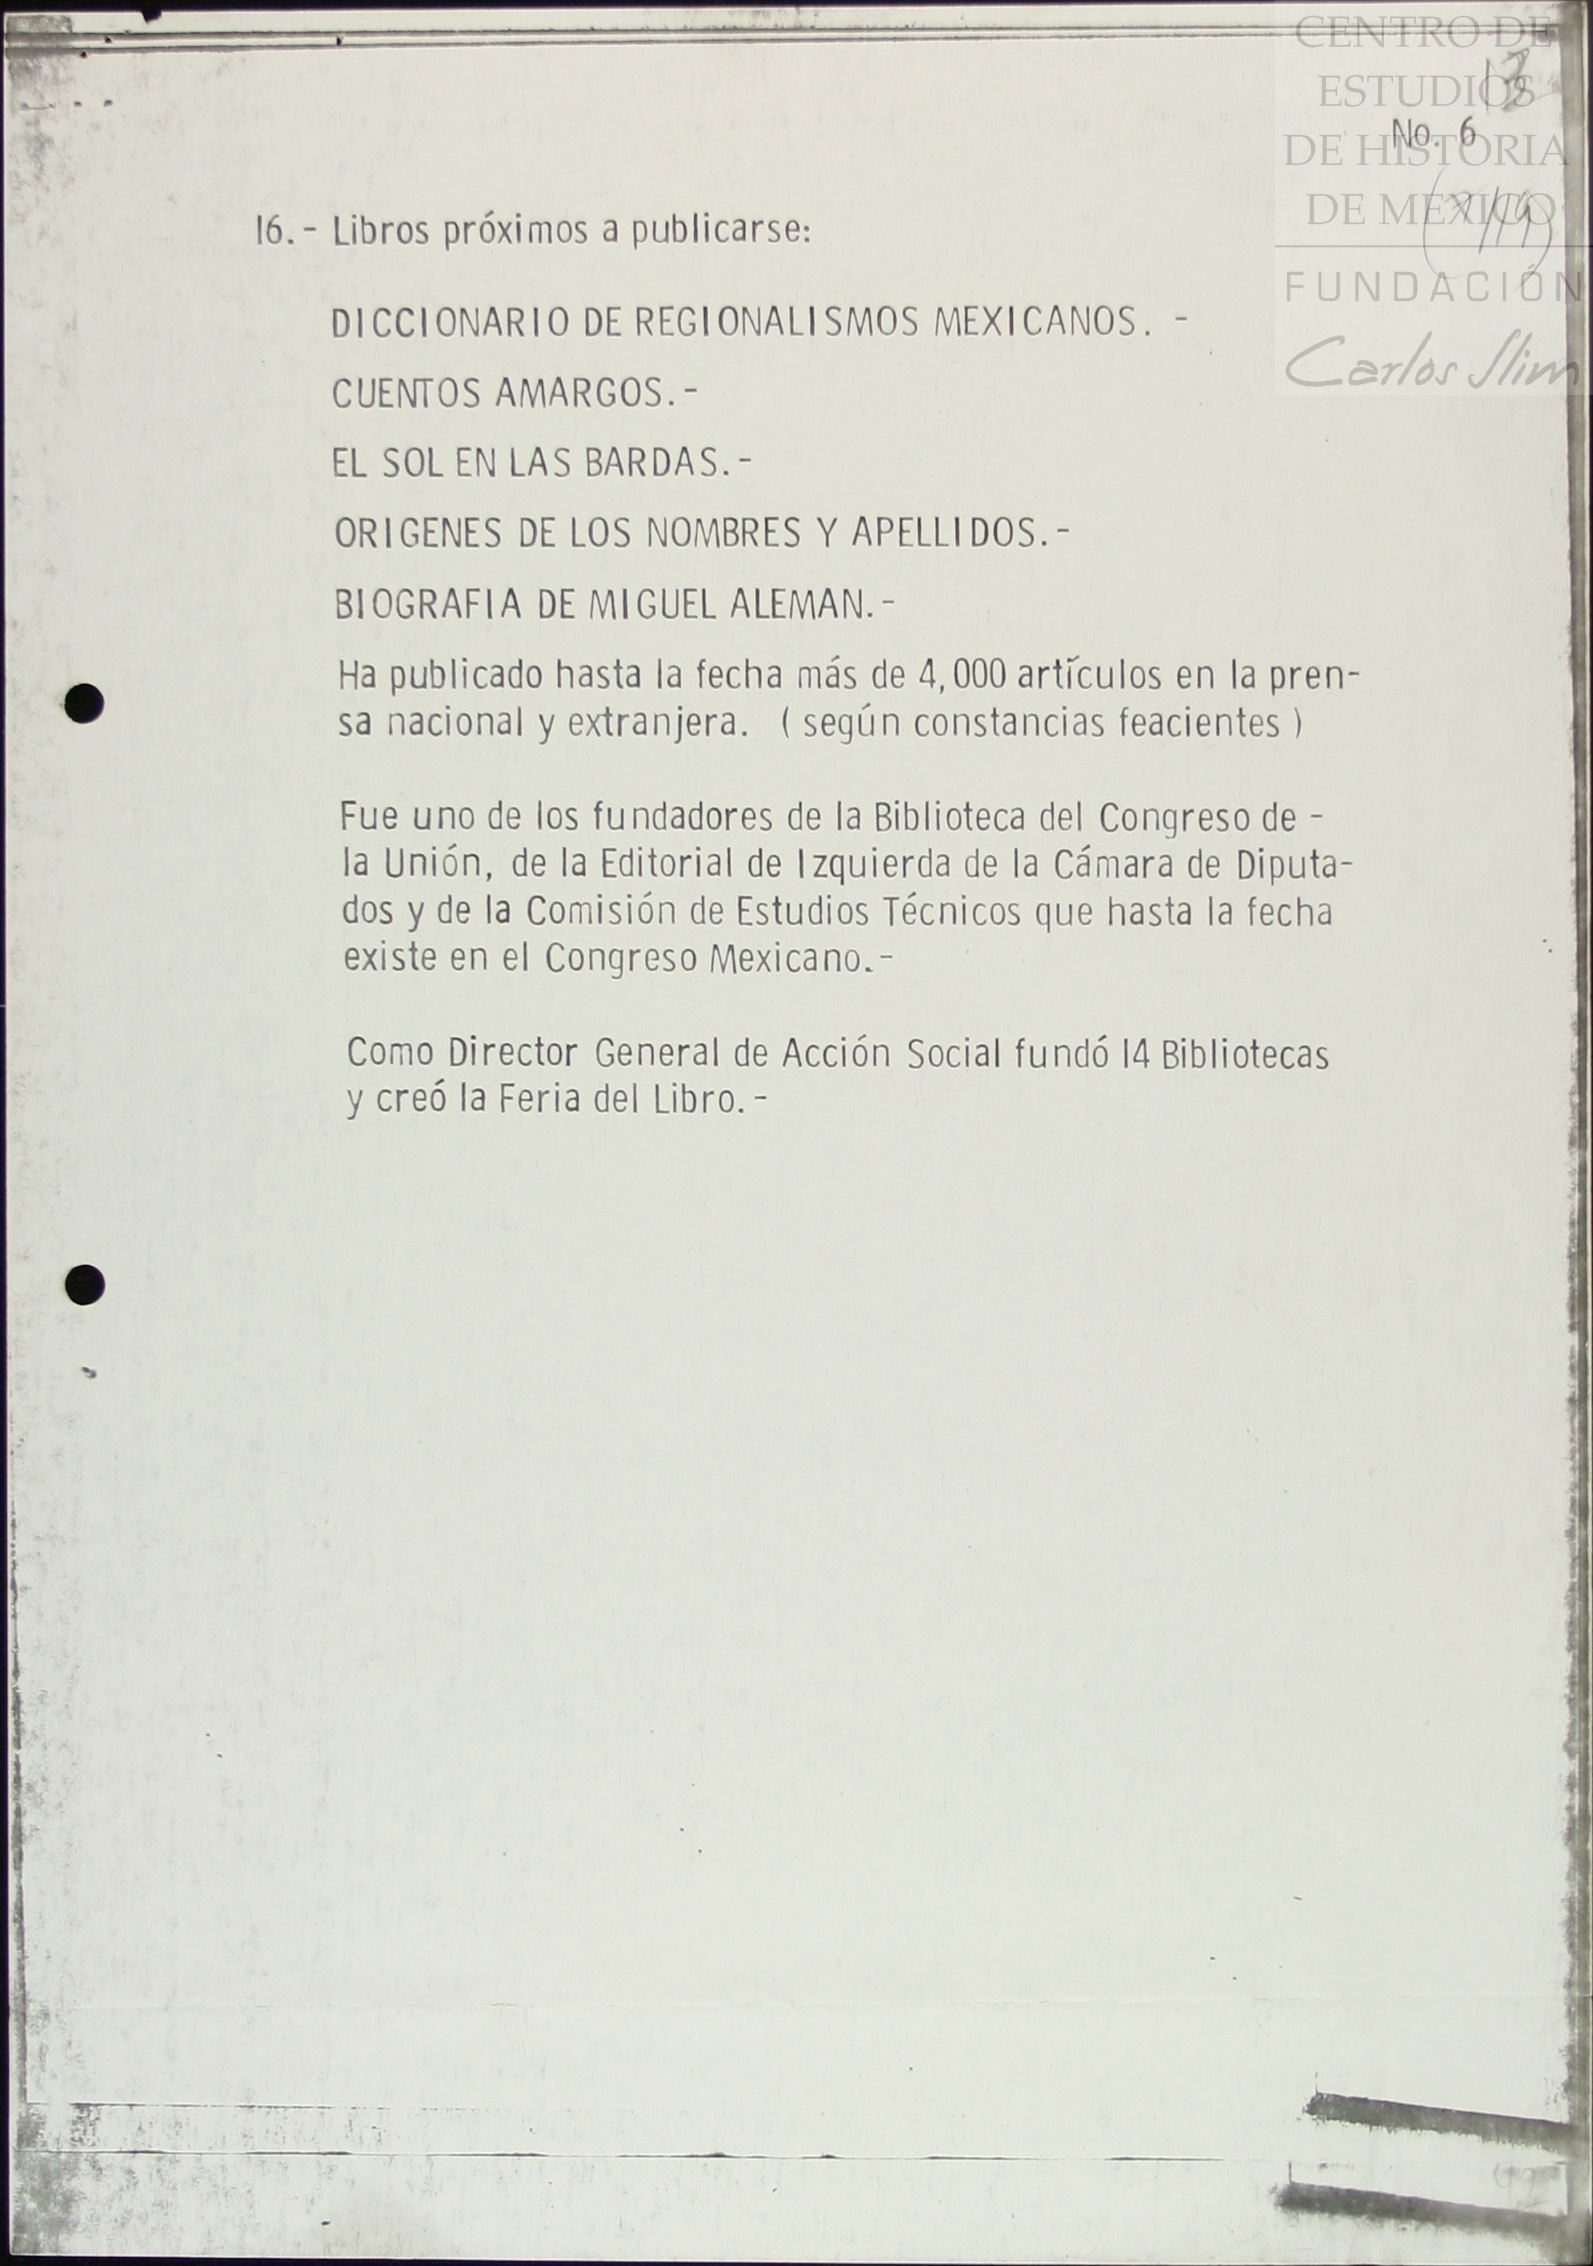 CENTRO DE
ESTUDIOS
DE HISTORIA
DE MEXICO
FUNDACIÓN
Carlos Slim
13
No. 6
16.- Libros próximos a publicarse:
DICCIONARIO DE REGIONALISMOS MEXICANOS. -
CUENTOS AMARGOS.-
EL SOL EN LAS BARDAS.-
ORIGENES DE LOS NOMBRES Y APELLIDOS.-
BIOGRAFIA DE MIGUEL ALEMAN.-
Ha publicado hasta la fecha más de 4,000 artículos en la pren-
sa nacional y extranjera. ( según constancias feacientes )
Fue uno de los fundadores de la Biblioteca del Congreso de -
la Unión, de la Editorial de Izquierda de la Cámara de Diputa-
dos y de la Comisión de Estudios Técnicos que hasta la fecha
existe en el Congreso Mexicano.-
Como Director General de Acción Social fundó 14 Bibliotecas
y creó la Feria del Libro.-